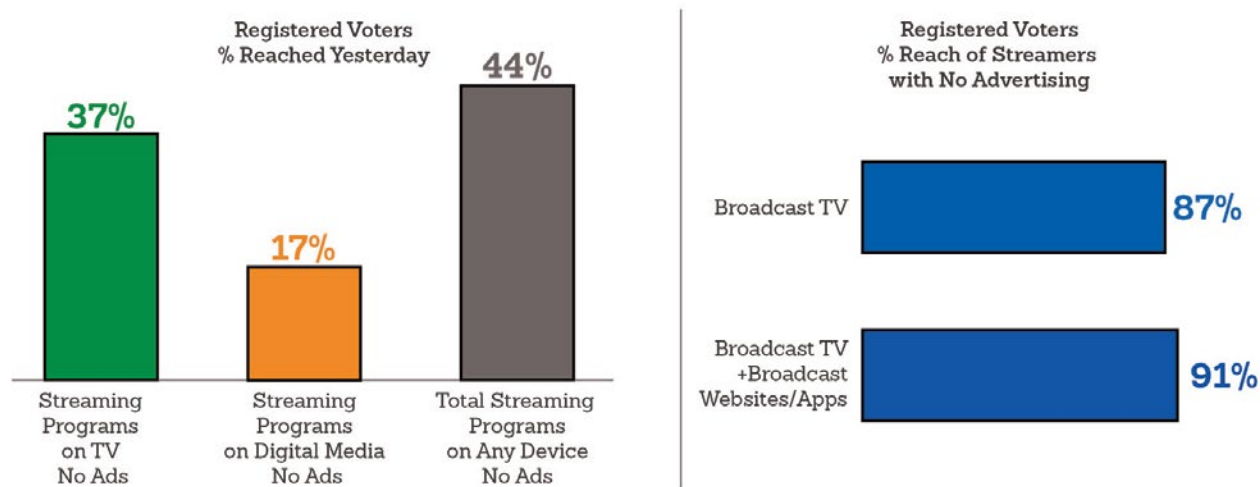 Registered Voters
% Reached Yesterday
37%
17%
44%
Streaming
Programs
on TV
No Ads
Streaming
Programs
on Digital Media
No Ads
Total Streaming
Programs
on Any Device
No Ads
Registered Voters
% Reach of Streamers
with No Advertising
Broadcast TV
87%
Broadcast TV
+Broadcast
Websites/Apps
91%